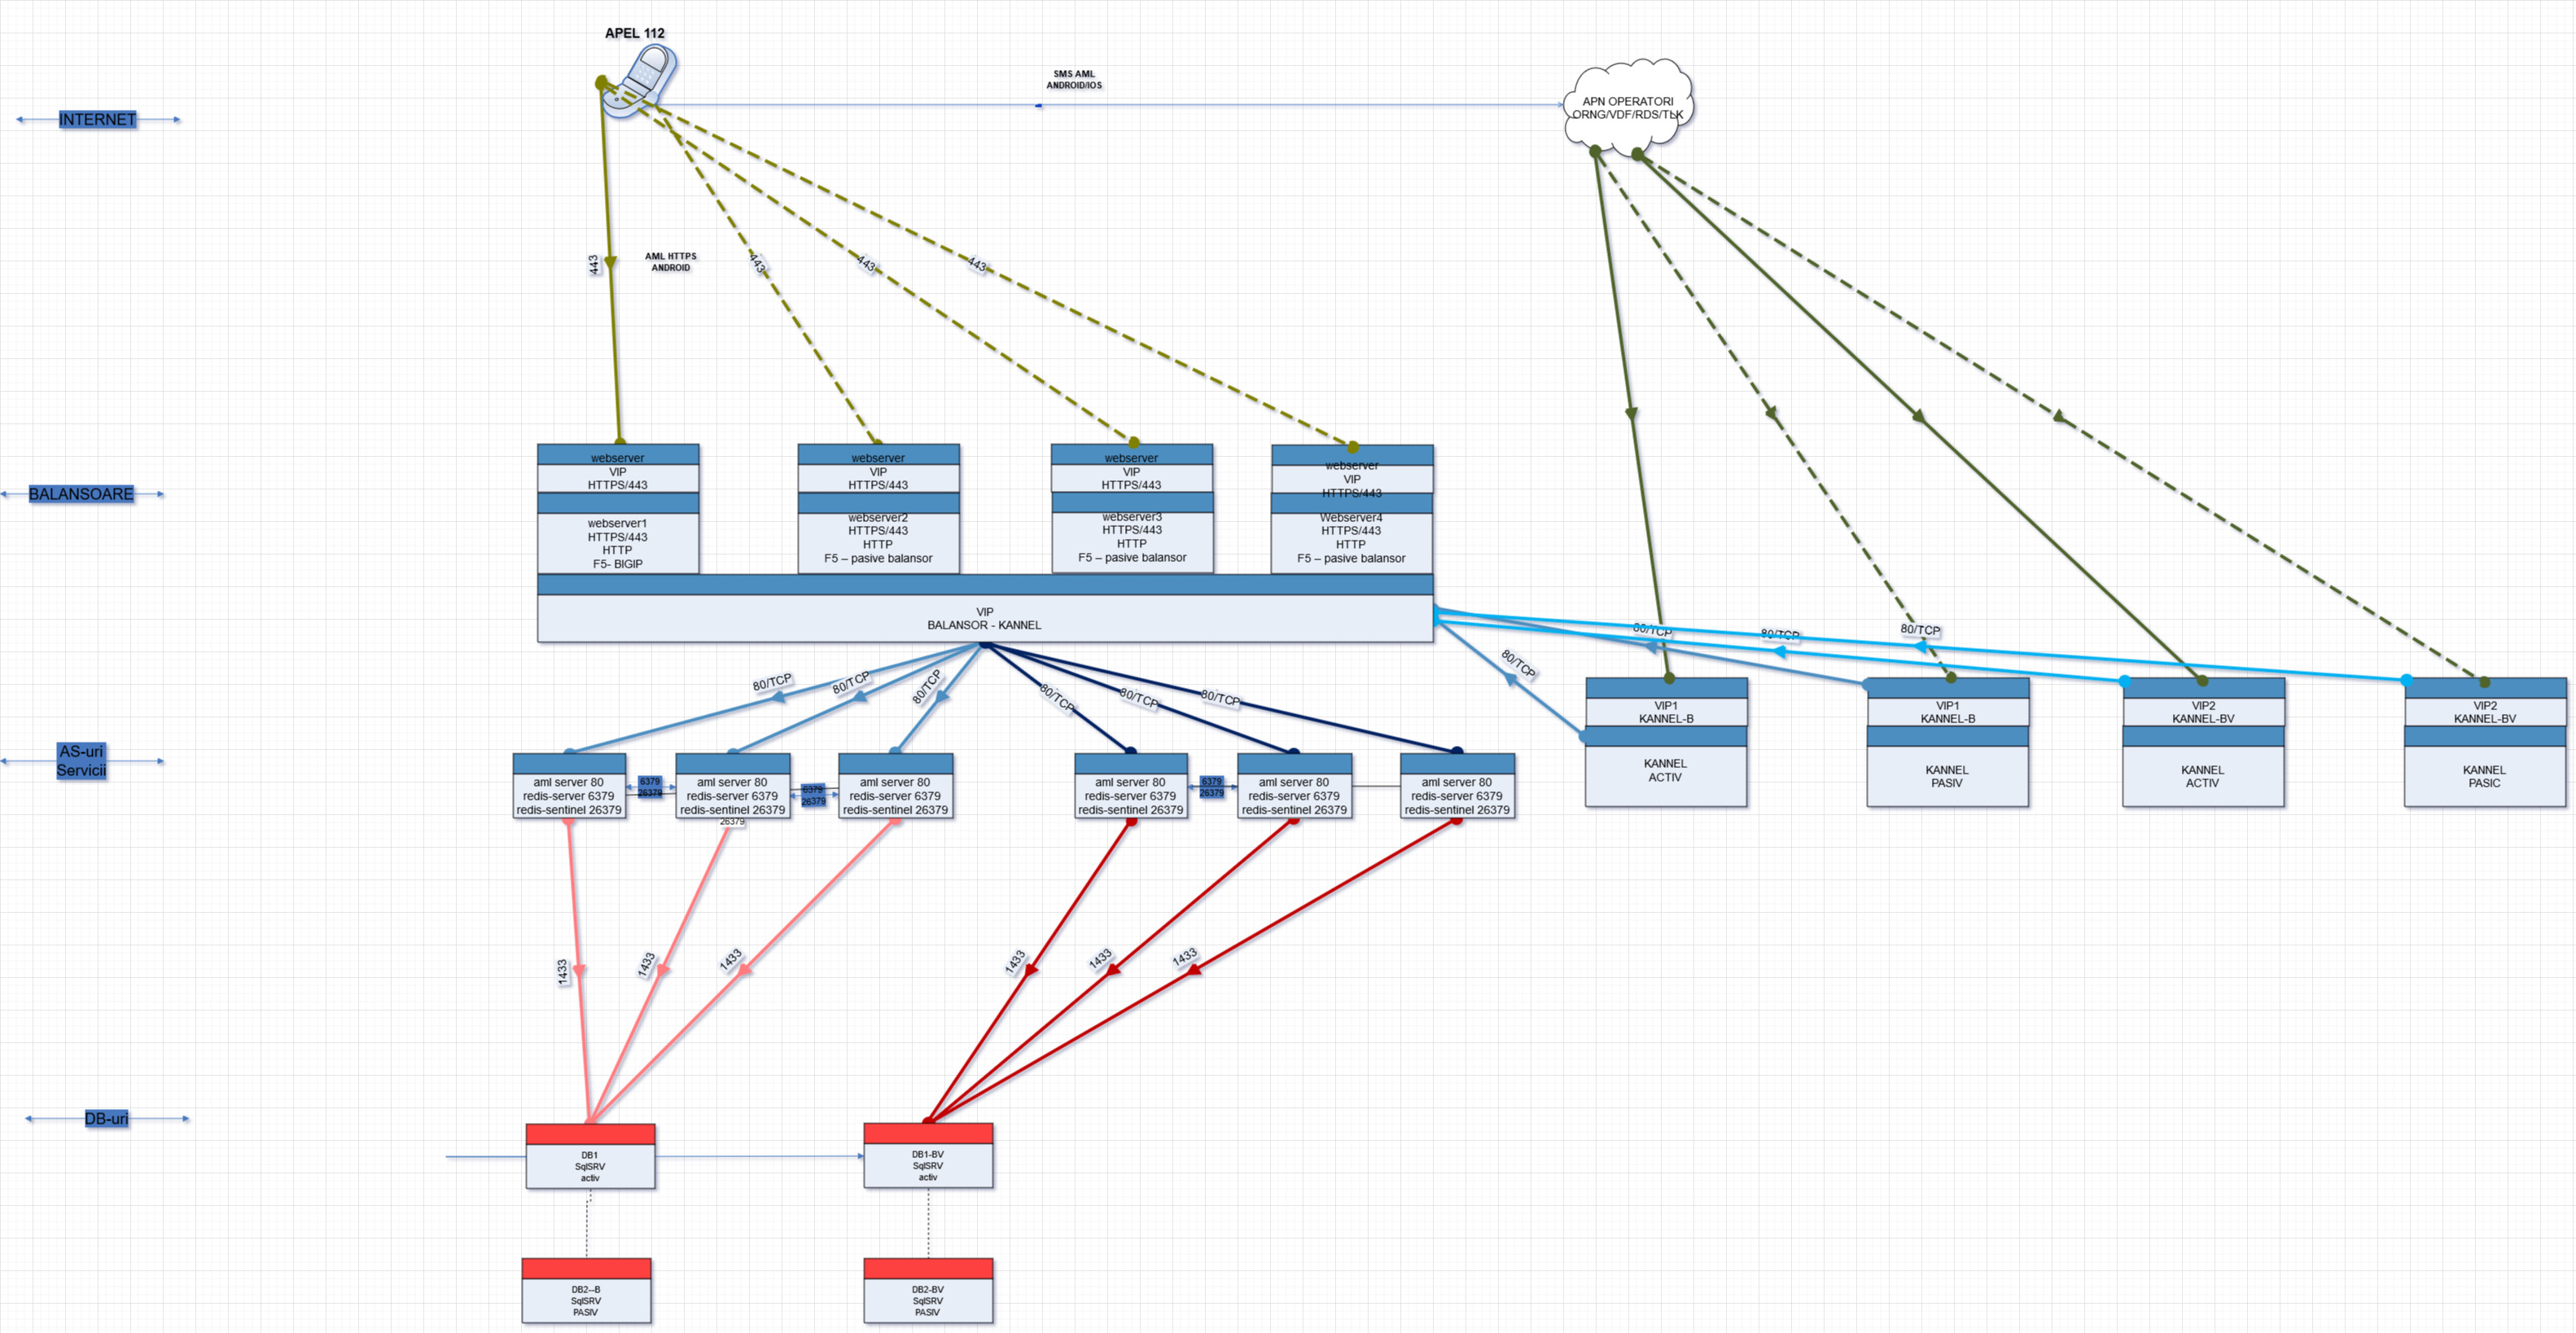 APEL 112
SMS AML
ANDROID/IOS
APN OPERATORI
ORNG/VDF/RDS/TLK
INTERNET
443
AML HTTPS
ANDROID
443
443
443
BALANSOARE
webserver
VIP
HTTPS/443
webserver1
HTTPS/443
HTTP
F5- BIGIP
webserver
VIP
HTTPS/443
webserver2
HTTPS/443
HTTP
F5 – pasive balansor
webserver
VIP
HTTPS/443
webserver3
HTTPS/443
HTTP
F5 – pasive balansor
webserver
VIP
HTTPS/443
Webserver4
HTTPS/443
HTTP
F5 – pasive balansor
VIP
BALANSOR - KANNEL
80/TCP
80/TCP
80/TCP
80/TCP
80/TCP
80/TCP
80/TCP
80/TCP
80/TCP
80/TCP
VIP1
KANNEL-B
KANNEL
ACTIV
VIP1
KANNEL-B
KANNEL
PASIV
VIP2
KANNEL-BV
KANNEL
ACTIV
VIP2
KANNEL-BV
KANNEL
PASIC
AS-uri
Servicii
aml server 80
redis-server 6379
redis-sentinel 26379
6379
26379
aml server 80
redis-server 6379
redis-sentinel 26379
26379
6379
26379
aml server 80
redis-server 6379
redis-sentinel 26379
aml server 80
redis-server 6379
redis-sentinel 26379
6379
26379
aml server 80
redis-server 6379
redis-sentinel 26379
aml server 80
redis-server 6379
redis-sentinel 26379
1433
1433
1433
1433
1433
1433
DB-uri
DB1
SqlSRV
activ
DB1-BV
SqlSRV
activ
DB2--B
SqlSRV
PASIV
DB2-BV
SqlSRV
PASIV